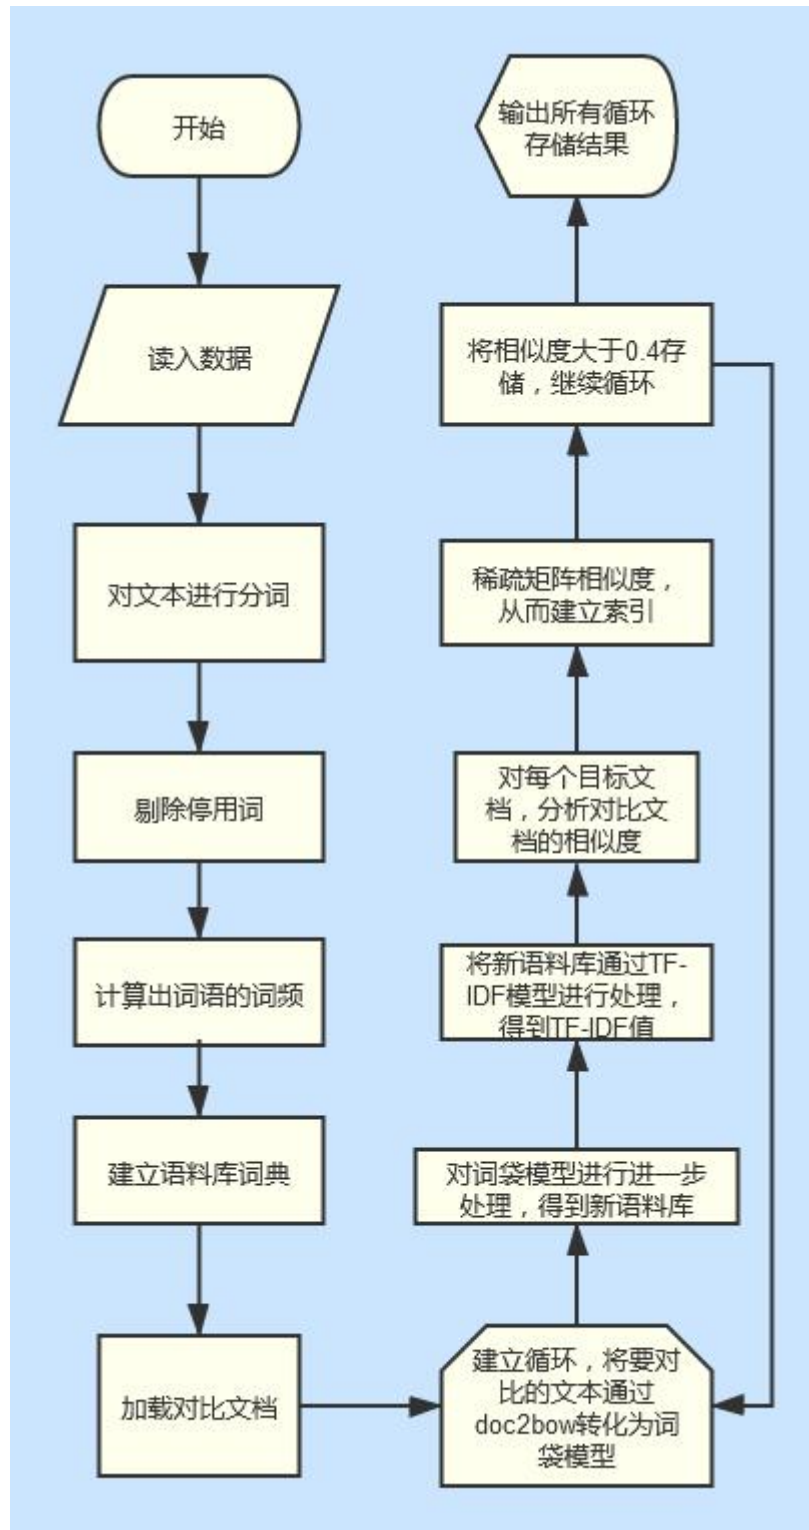 开始
读入数据
对文本进行分词
剔除停用词
计算出词语的词频
建立语料库词典
加载对比文档
建立循环，将要对
比的文本通过
doc2bow转化为词
袋模型
对词袋模型进行进一步
处理，得到新语料库
将新语料库通过TF-
IDF模型进行处理，
得到TF-IDF值
对每个目标文
档，分析对比文
档的相似度
稀疏矩阵相似度，
从而建立索引
将相似度大于0.4存
储，继续循环
输出所有循环
存储结果